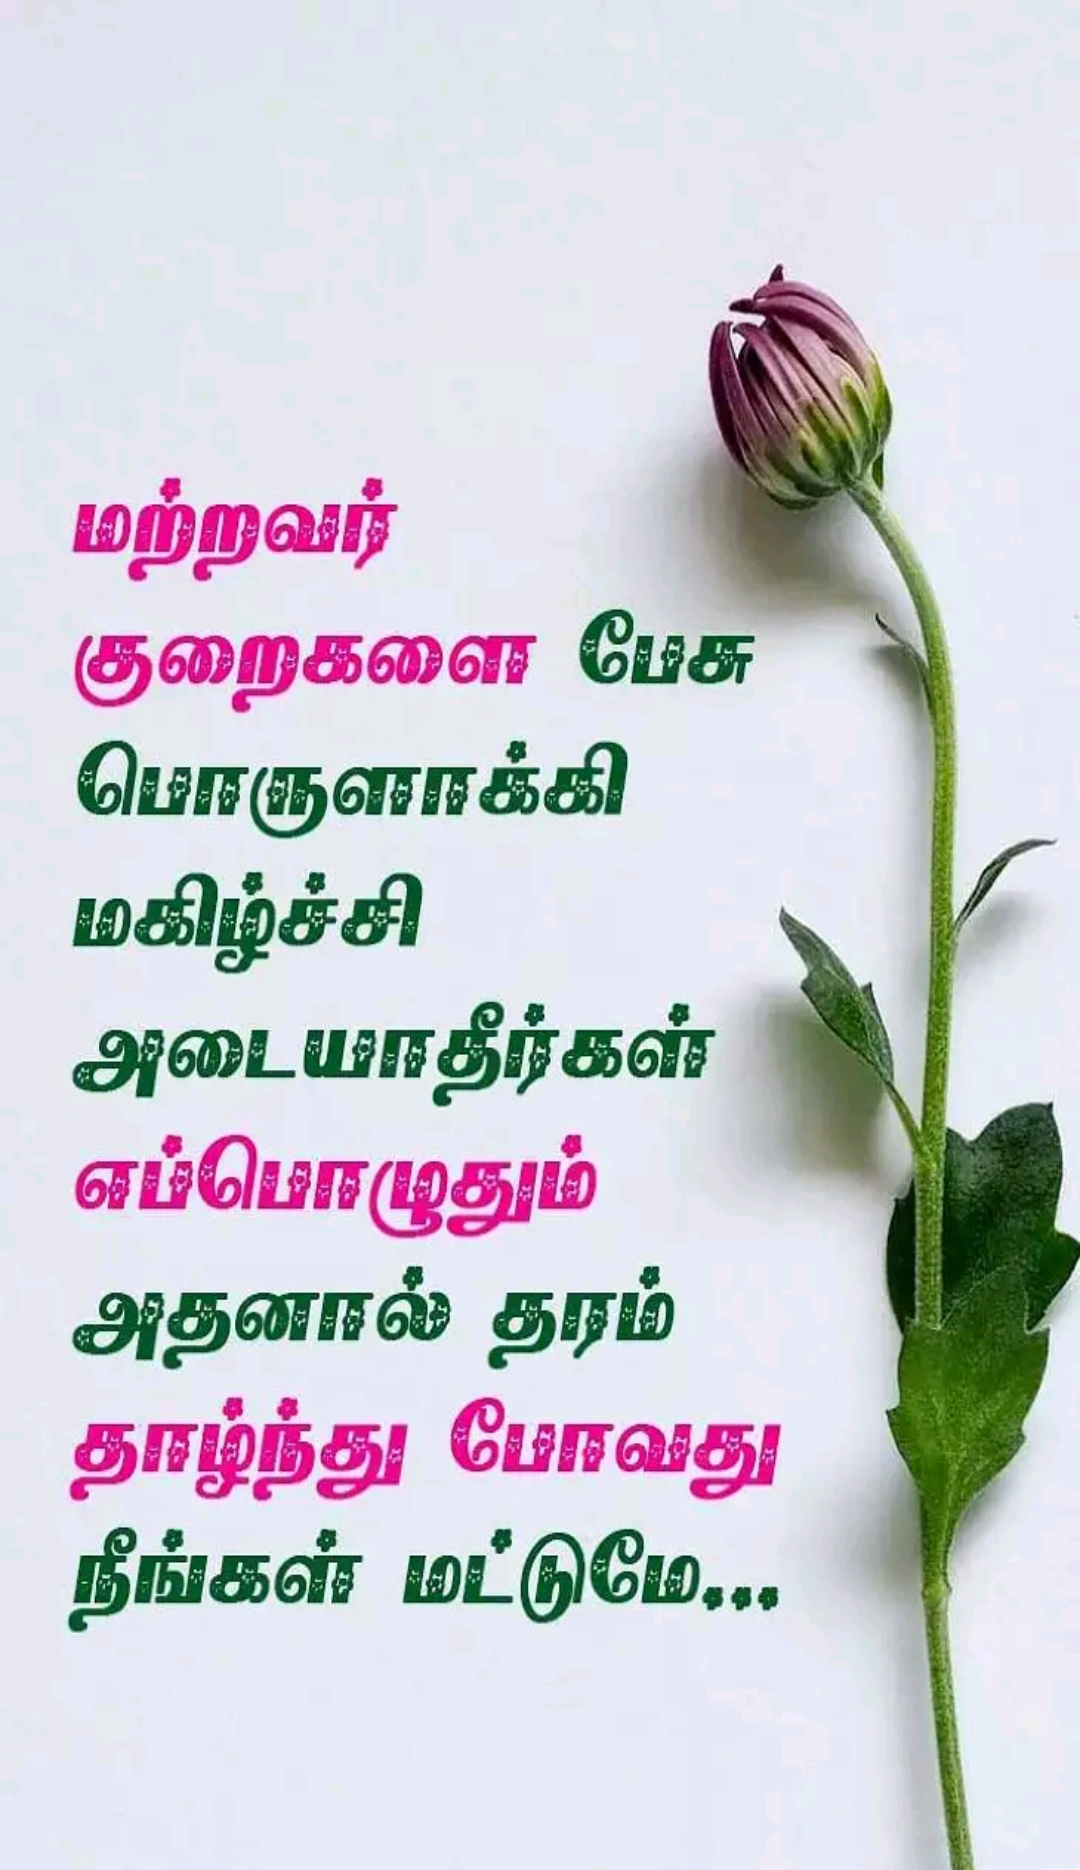 மற்றவர்
குறைகளை பேசு
பொருளாக்கி
மகிழ்ச்சி
அடையாதீர்கள்
எப்பொழுதும்
அதனால் தரம்
தாழ்ந்து போவது
நீங்கள் மட்டுமே...